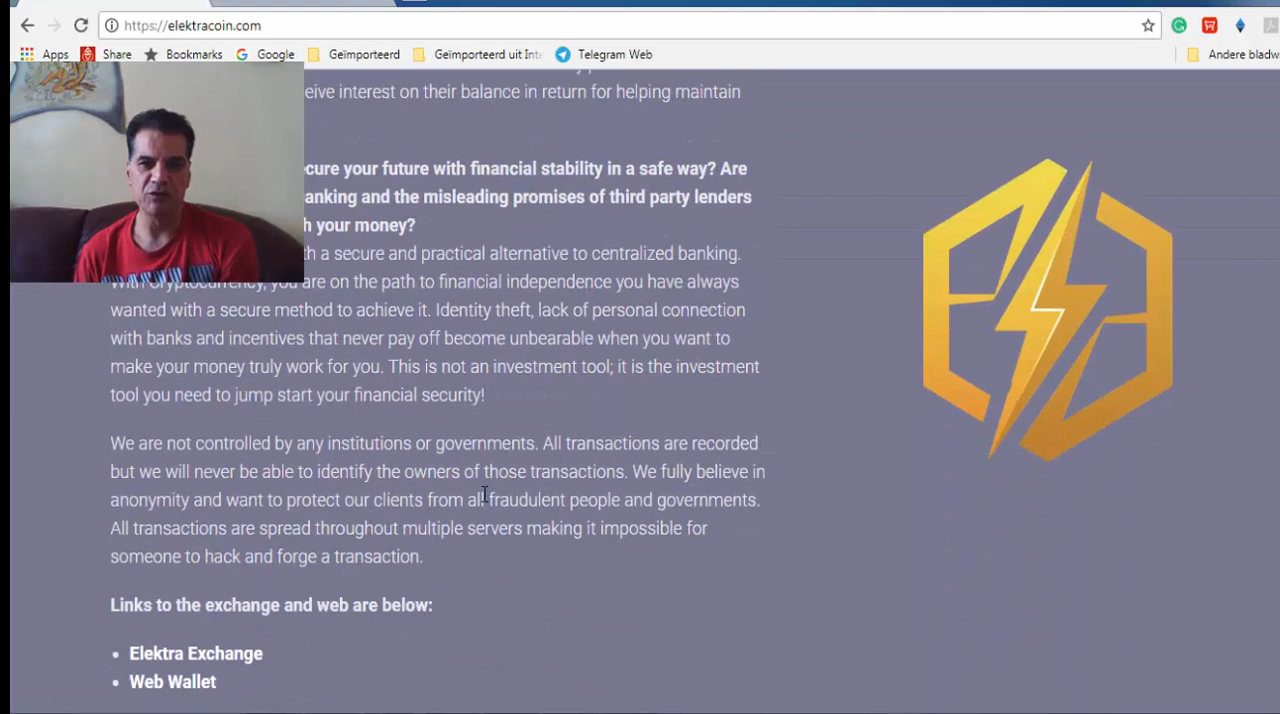 https://elektracoin.com
Apps Share Bookmarks Google Geïmporteerd Geïmporteerd uit Inte Telegram Web Andere bladw
eive interest on their balance in return for helping maintain
ecure your future with financial stability in a safe way? Are
anking and the misleading promises of third party lenders
h your money?
th a secure and practical alternative to centralized banking.
With Cryptocurrency, you are on the path to financial independence you have always
wanted with a secure method to achieve it. Identity theft, lack of personal connection
with banks and incentives that never pay off become unbearable when you want to
make your money truly work for you. This is not an investment tool; it is the investment
tool you need to jump start your financial security!
We are not controlled by any institutions or governments. All transactions are recorded
but we will never be able to identify the owners of those transactions. We fully believe in
anonymity and want to protect our clients from all fraudulent people and governments.
All transactions are spread throughout multiple servers making it impossible for
someone to hack and forge a transaction.
Links to the exchange and web are below:
• Elektra Exchange
• Web Wallet